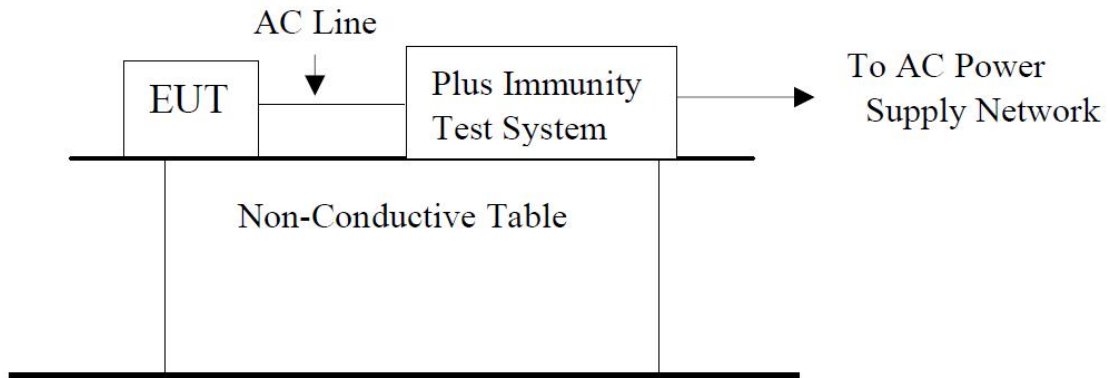 AC Line
EUT
Plus Immunity
Test System
To AC Power
Supply Network
Non-Conductive Table